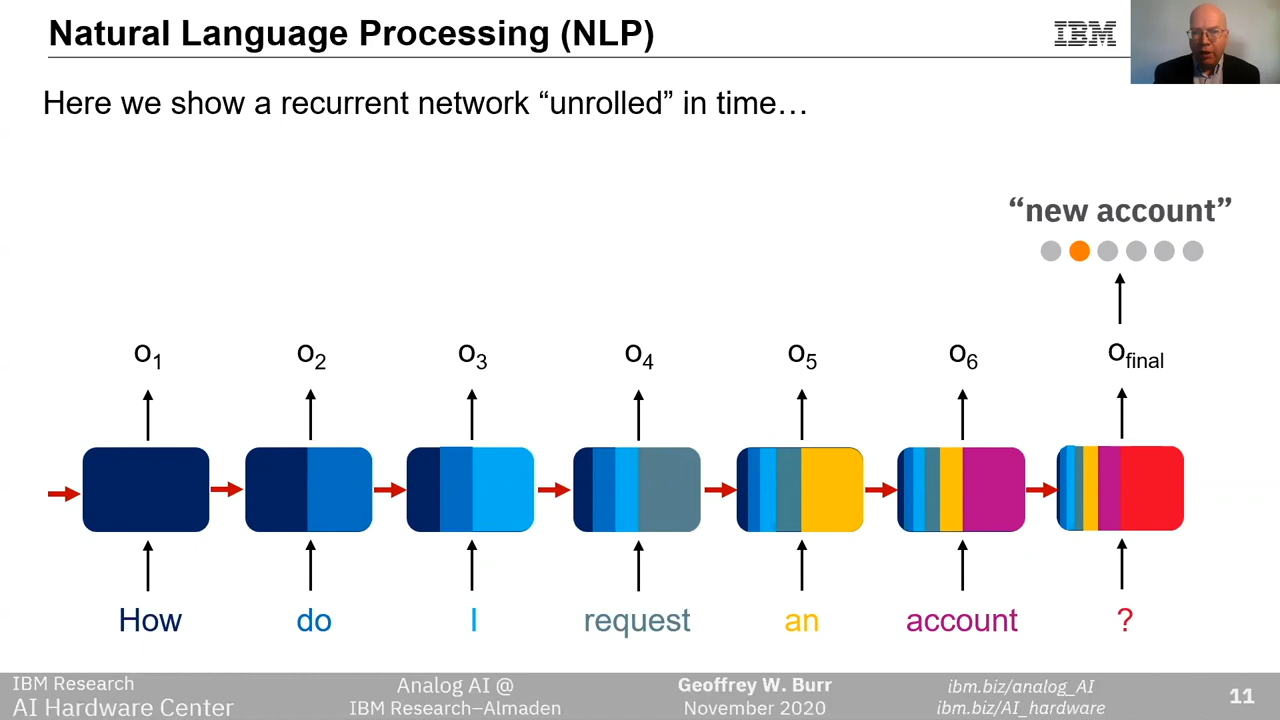 Natural Language Processing (NLP)
IBM
Here we show a recurrent network “unrolled” in time…
“new account”
o1 o2 o3 o4 o5 o6 ofinal
How do I request an account ?
IBM Research
AI Hardware Center
Analog AI @
IBM Research–Almaden
Geoffrey W. Burr
November 2020
ibm.biz/analog_AI
ibm.biz/AI_hardware
11